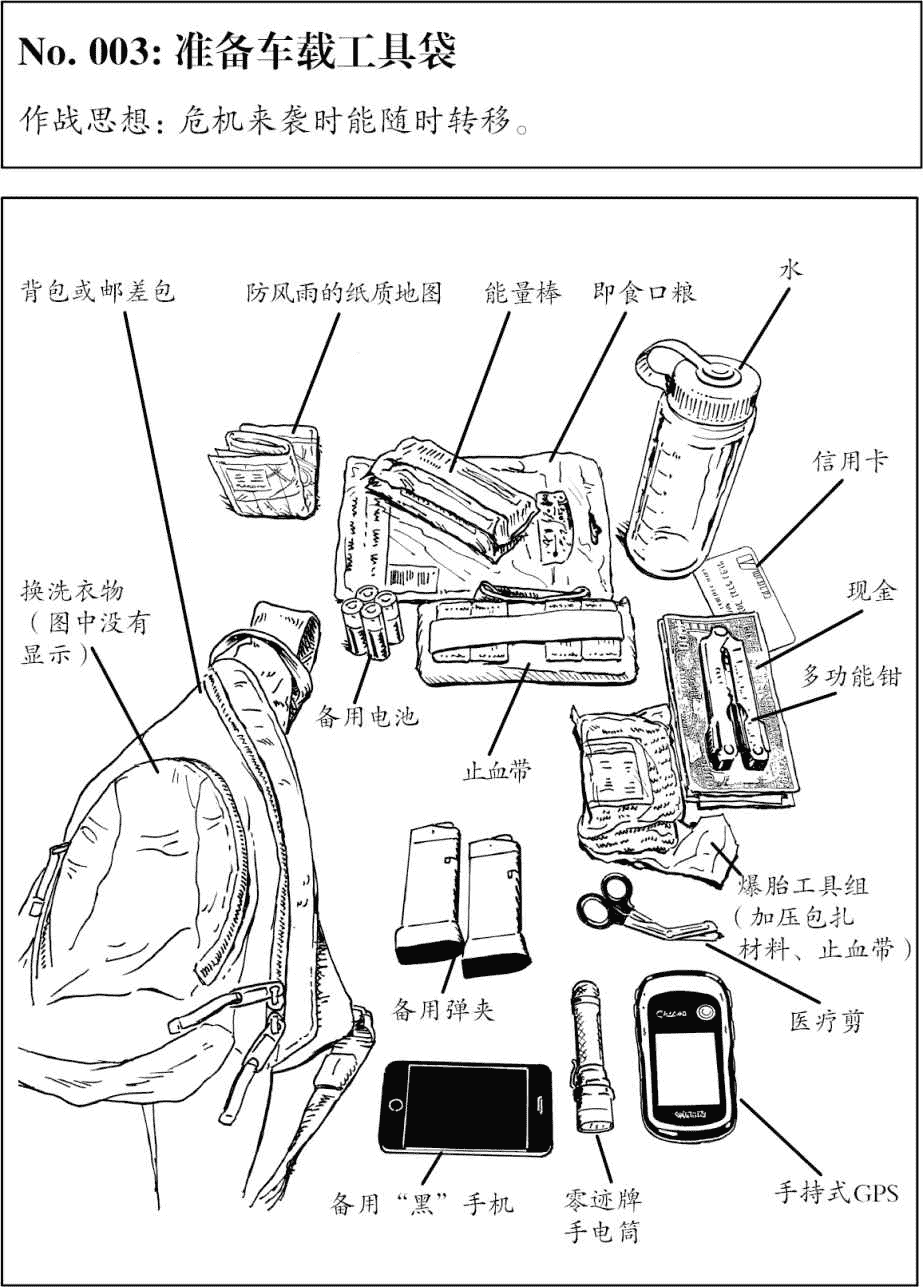 No. 003: 准备车载工具袋
作战思想：危机来袭时能随时转移。
水
背包或邮差包
防风雨的纸质地图
能量棒
即食口粮
信用卡
换洗衣物
（图中没有
显示）
现金
多功能钳
备用电池
止血带
爆胎工具组
（加压包扎
材料、止血带）
备用弹夹
医疗剪
备用“黑”手机
零迹牌
手电筒
手持式GPS